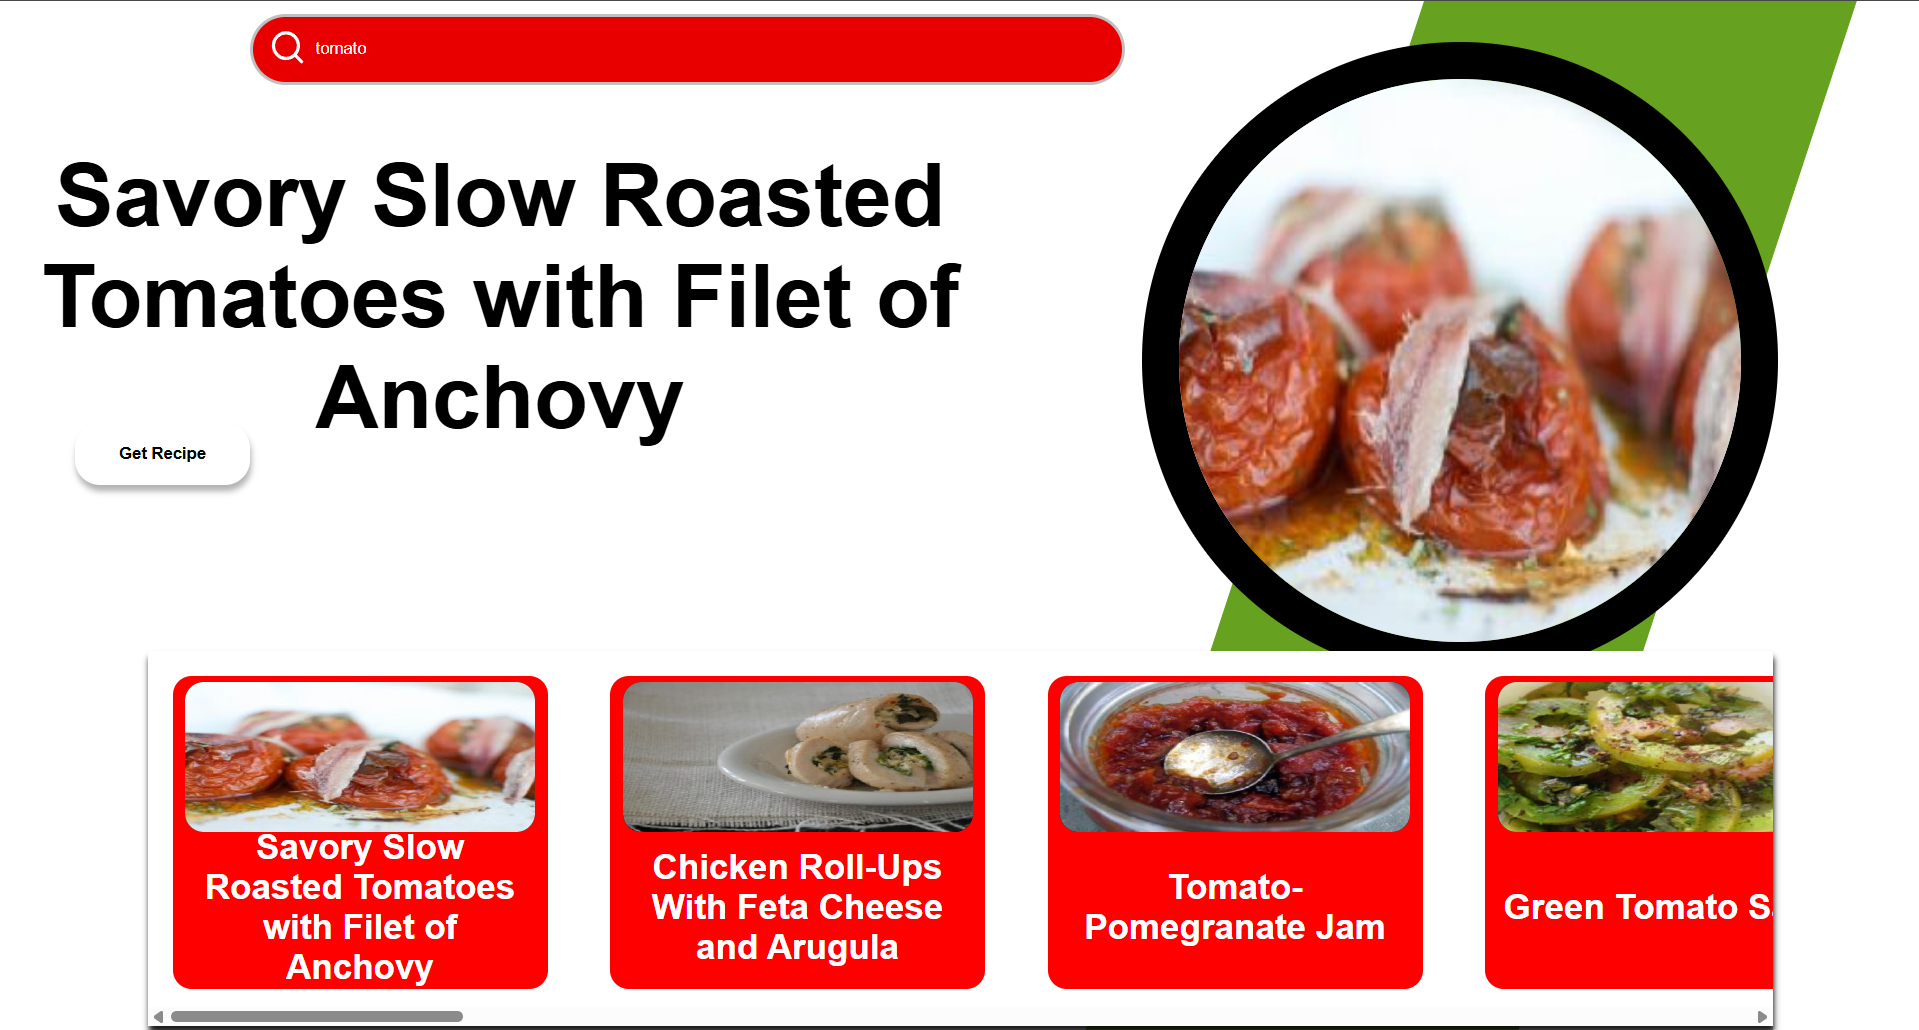 tomato
Savory Slow Roasted
Tomatoes with Filet of
Anchovy
Get Recipe
Savory Slow
Roasted Tomatoes
with Filet of
Anchovy
Chicken Roll-Ups
With Feta Cheese
and Arugula
Tomato-
Pomegranate Jam
Green Tomato